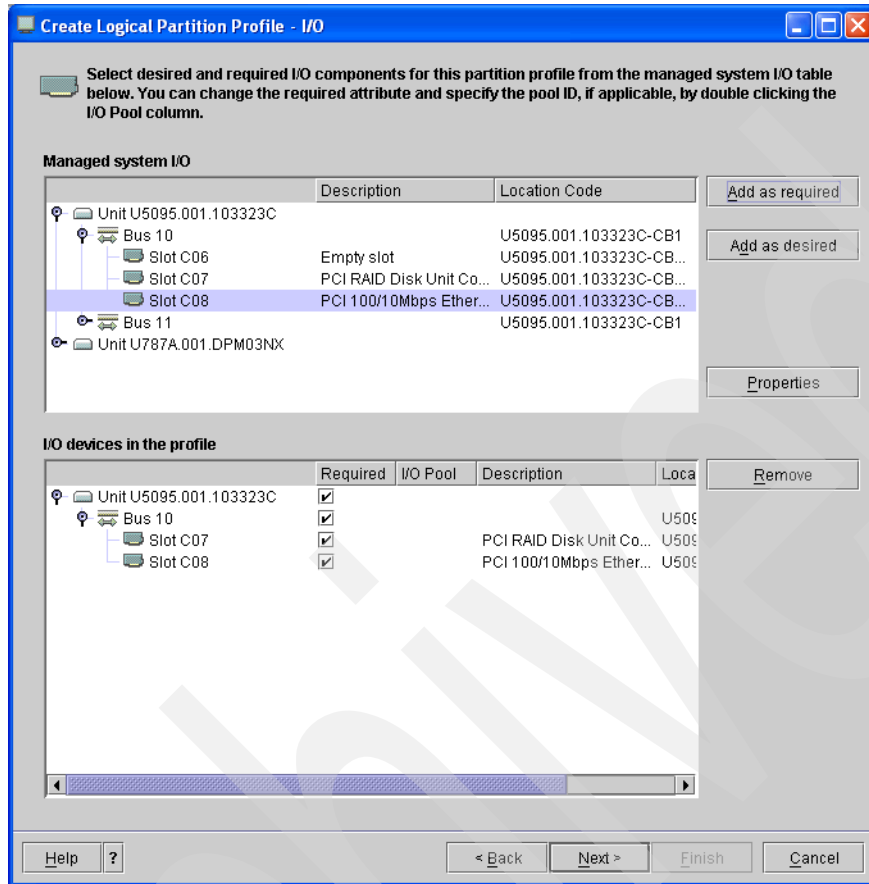 Create Logical Partition Profile - I/O
Select desired and required I/O components for this partition profile from the managed system I/O table
below. You can change the required attribute and specify the pool ID, if applicable, by double clicking the
I/O Pool column.
Managed system I/O
Description Location Code
Unit U5095.001.103323C
Bus 10 U5095.001.103323C-CB1
Slot C06 Empty slot U5095.001.103323C-CB...
Slot C07 PCI RAID Disk Unit Co... U5095.001.103323C-CB...
Slot C08 PCI 100/10Mbps Ether... U5095.001.103323C-CB...
Bus 11 U5095.001.103323C-CB1
Unit U787A.001.DPM03NX
Add as required
Add as desired
Properties
I/O devices in the profile
Required I/O Pool Description Loca
Unit U5095.001.103323C
Bus 10 U509
Slot C07 PCI RAID Disk Unit Co... U509
Slot C08 PCI 100/10Mbps Ether... U509
Remove
Help ? < Back Next > Finish Cancel